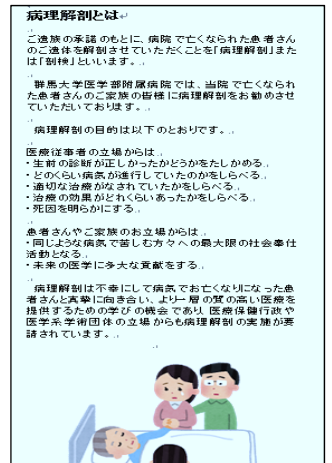 病理解剖とは
ご遺族の承諾のもとに、病院で亡くなられた患者さん
のご遺体を解剖させていただくことを「病理解剖」また
は「剖検」といいます。
群馬大学医学部附属病院では、当院で亡くなられ
た患者さんのご家族の皆様に病理解剖をお勧めさせ
ていただいております。
病理解剖の目的は以下のとおりです。
医療従事者の立場からは
・生前の診断が正しかったかどうかをたしかめる。
・どのくらい病気が進行していたのかをしらべる。
・適切な治療がなされていたかをしらべる。
・治療の効果がどれくらいあったかをしらべる。
・死因を明らかにする。
患者さんやご家族のお立場からは
・同じような病気で苦しむ方々への最大限の社会奉仕
活動となる。
・未来の医学に多大な貢献をする。
病理解剖は不幸にして病気でお亡くなりになった患
者さんと真摯に向き合い、より一層の質の高い医療を
提供するための学びの機会であり、医療保健行政や
医学系学術団体の立場からも病理解剖の実施が要
請されています。